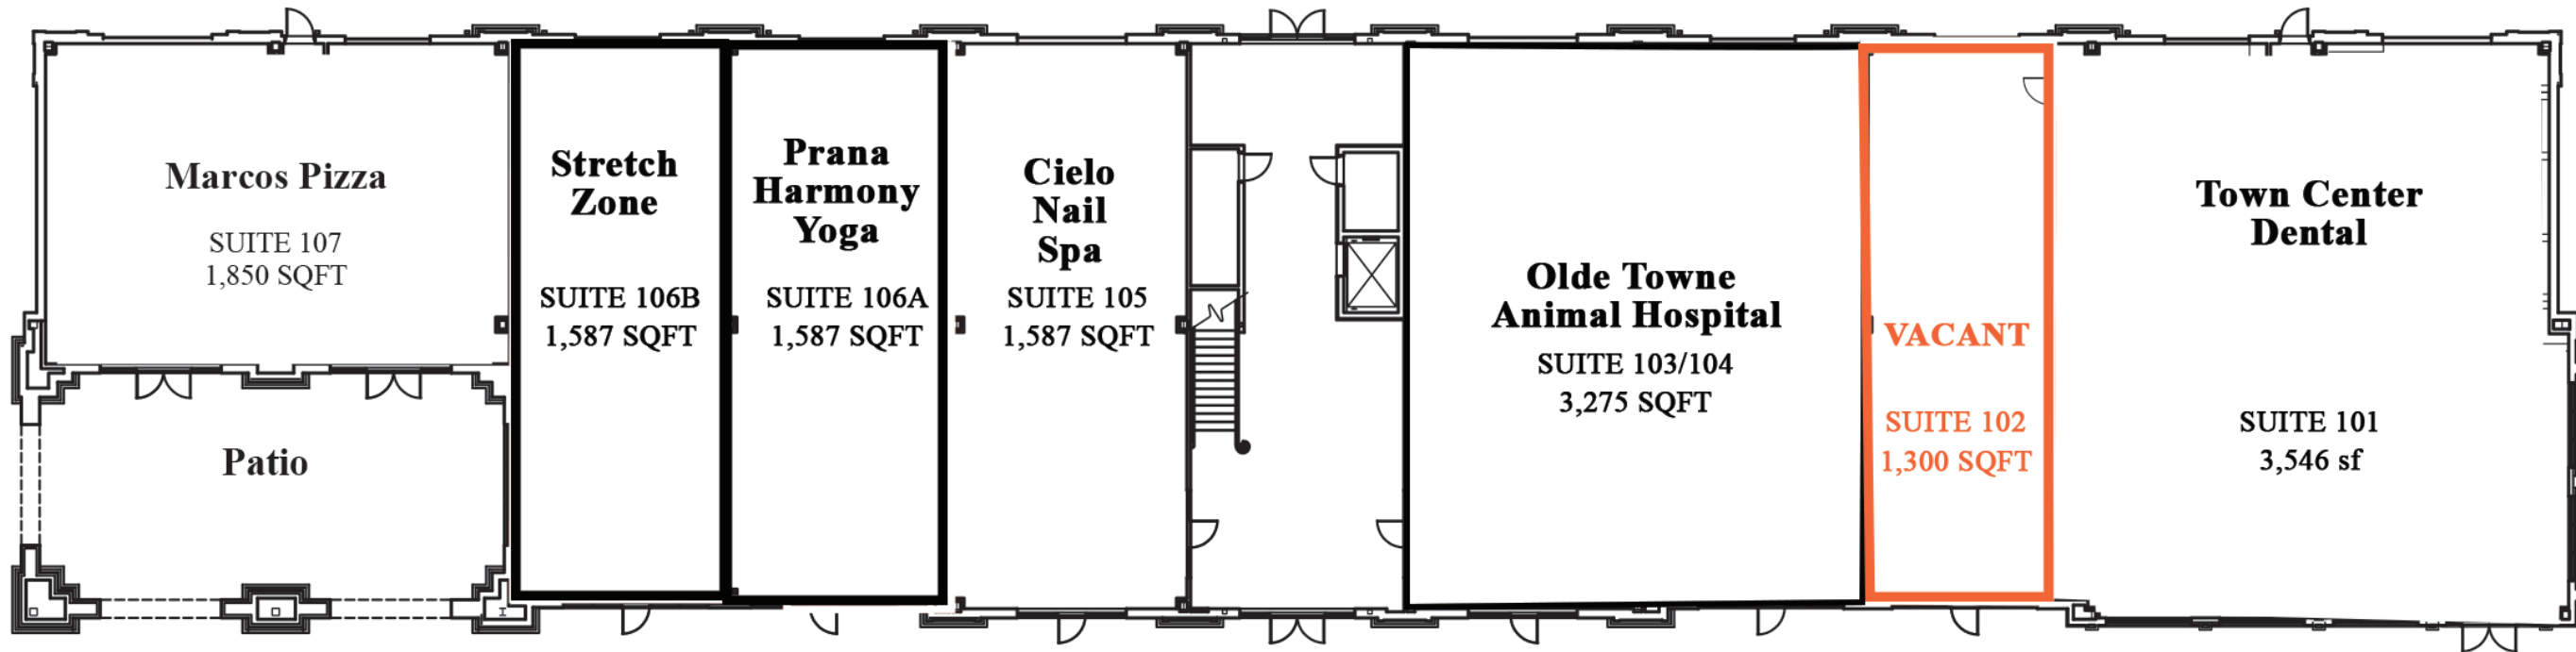 Marcos Pizza
SUITE 107
1,850 SQFT
Patio
Stretch
Zone
SUITE 106B
1,587 SQFT
Prana
Harmony
Yoga
SUITE 106A
1,587 SQFT
Cielo
Nail
Spa
SUITE 105
1,587 SQFT
Olde Towne
Animal Hospital
SUITE 103/104
3,275 SQFT
VACANT
SUITE 102
1,300 SQFT
Town Center
Dental
SUITE 101
3,546 sf